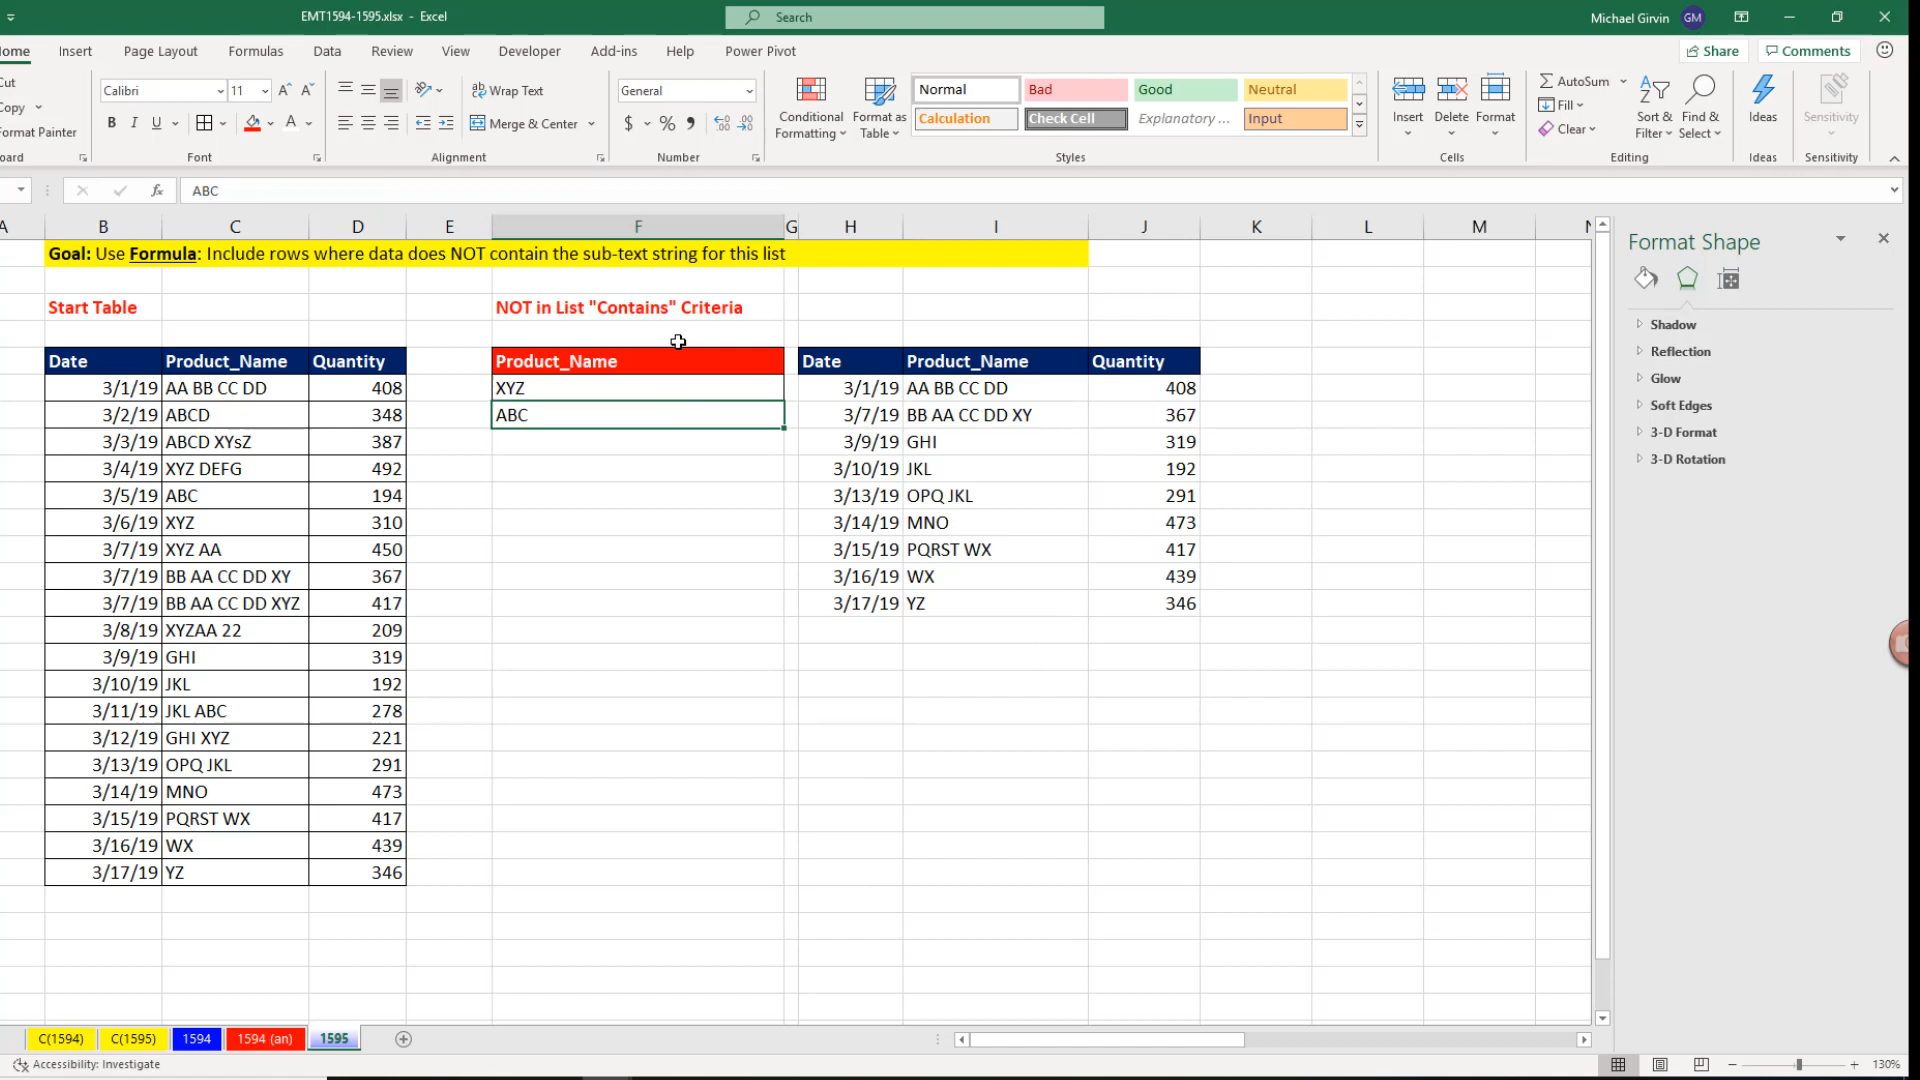 EMT1594-1595.xlsx - Excel
Search
Michael Girvin GM
ome Insert Page Layout Formulas Data Review View Developer Add-ins Help Power Pivot Share Comments
Cut
Copy
ormat Painter
oard
Calibri 11
B I U
Font
Wrap Text
Merge & Center
Alignment
General
$ % ,
Number
Conditional Formatting
Format as Table
Normal Bad Good Neutral
Calculation Check Cell Explanatory ... Input
Styles
Insert Delete Format
Cells
AutoSum
Fill
Clear
Sort & Filter
Find & Select
Editing
Ideas
Ideas
Sensitivity
Sensitivity
fx ABC
A B C D E F G H I J K L M N
Goal: Use Formula: Include rows where data does NOT contain the sub-text string for this list
Start Table NOT in List "Contains" Criteria
Date Product_Name Quantity Product_Name Date Product_Name Quantity
3/1/19 AA BB CC DD 408 XYZ 3/1/19 AA BB CC DD 408
3/2/19 ABCD 348 ABC 3/7/19 BB AA CC DD XY 367
3/3/19 ABCD XYsZ 387 3/9/19 GHI 319
3/4/19 XYZ DEFG 492 3/10/19 JKL 192
3/5/19 ABC 194 3/13/19 OPQ JKL 291
3/6/19 XYZ 310 3/14/19 MNO 473
3/7/19 XYZ AA 450 3/15/19 PQRST WX 417
3/7/19 BB AA CC DD XY 367 3/16/19 WX 439
3/7/19 BB AA CC DD XYZ 417 3/17/19 YZ 346
3/8/19 XYZAA 22 209
3/9/19 GHI 319
3/10/19 JKL 192
3/11/19 JKL ABC 278
3/12/19 GHI XYZ 221
3/13/19 OPQ JKL 291
3/14/19 MNO 473
3/15/19 PQRST WX 417
3/16/19 WX 439
3/17/19 YZ 346
Format Shape
Shadow
Reflection
Glow
Soft Edges
3-D Format
3-D Rotation
C(1594) C(1595) 1594 1594 (an) 1595
Accessibility: Investigate
130%